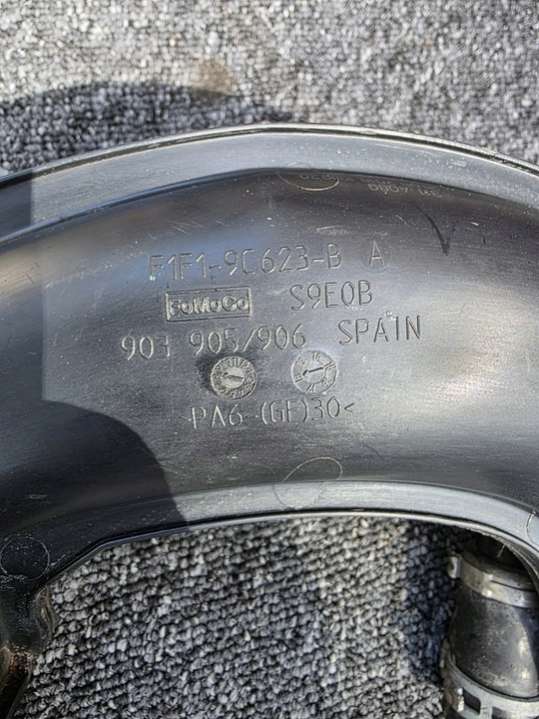 F1F1-9C623-B A
FoMoCo S9E0B
903 905/906 SPAIN
PA6-(GF)30<